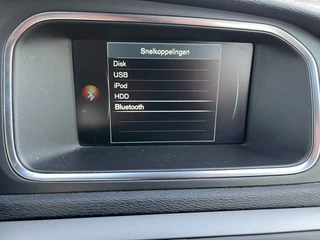 Snelkoppelingen
Disk
USB
iPod
HDD
Bluetooth